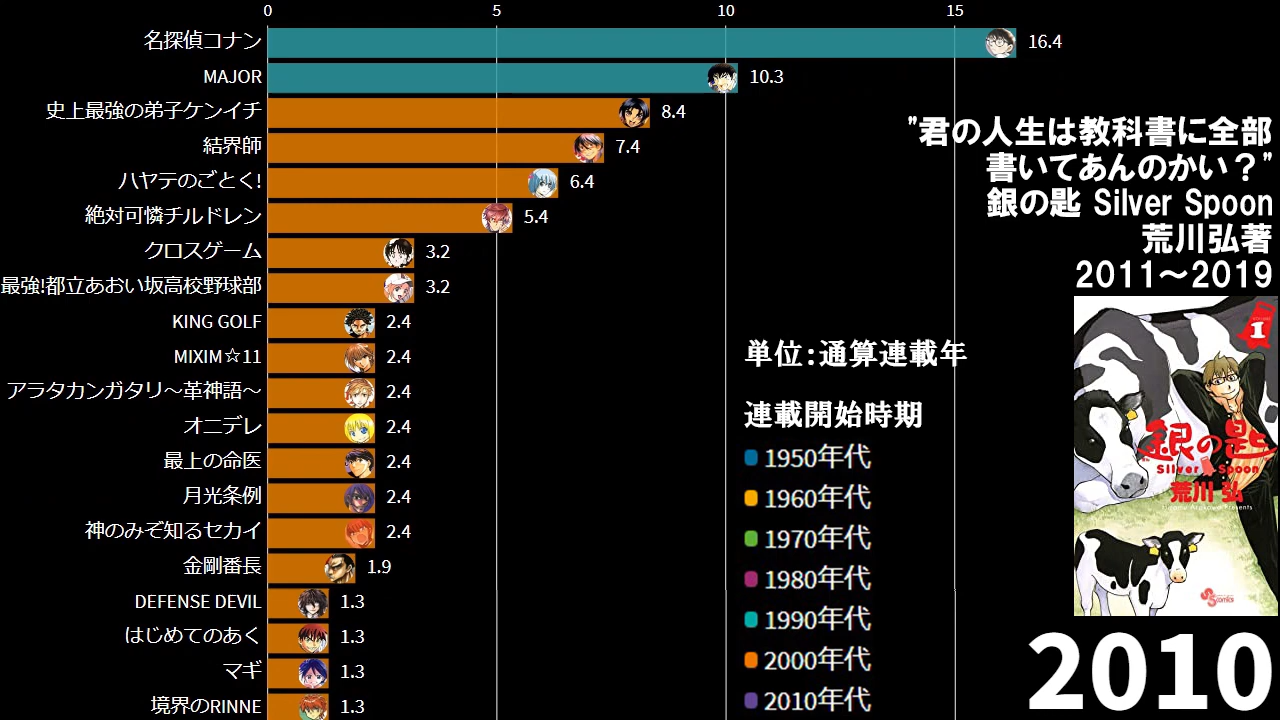 0 5 10 15
名探偵コナン 16.4
MAJOR 10.3
史上最強の弟子ケンイチ 8.4
結界師 7.4
ハヤテのごとく! 6.4
絶対可憐チルドレン 5.4
クロスゲーム 3.2
最強!都立あおい坂高校野球部 3.2
KING GOLF 2.4
MIXIM☆11 2.4
アラタカンガタリ～革神語～ 2.4
オニデレ 2.4
最上の命医 2.4
月光条例 2.4
神のみぞ知るセカイ 2.4
金剛番長 1.9
DEFENSE DEVIL 1.3
はじめてのあく 1.3
マギ 1.3
境界のRINNE 1.3
"君の人生は教科書に全部
書いてあんのかい？"
銀の匙 Silver Spoon
荒川弘著
2011～2019
単位:通算連載年
連載開始時期
1950年代
1960年代
1970年代
1980年代
1990年代
2000年代
2010年代
1
銀の匙
Silver Spoon
荒川 弘
2010